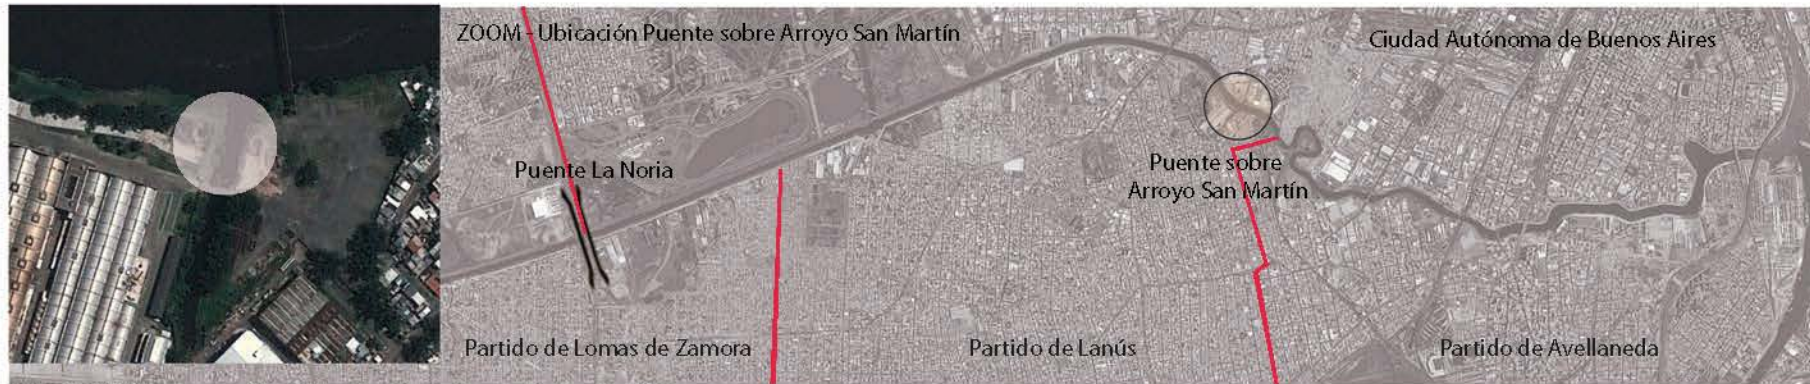 ZOOM - Ubicación Puente sobre Arroyo San Martín
Ciudad Autónoma de Buenos Aires
Puente La Noria
Puente sobre
Arroyo San Martín
Partido de Lomas de Zamora
Partido de Lanús
Partido de Avellaneda